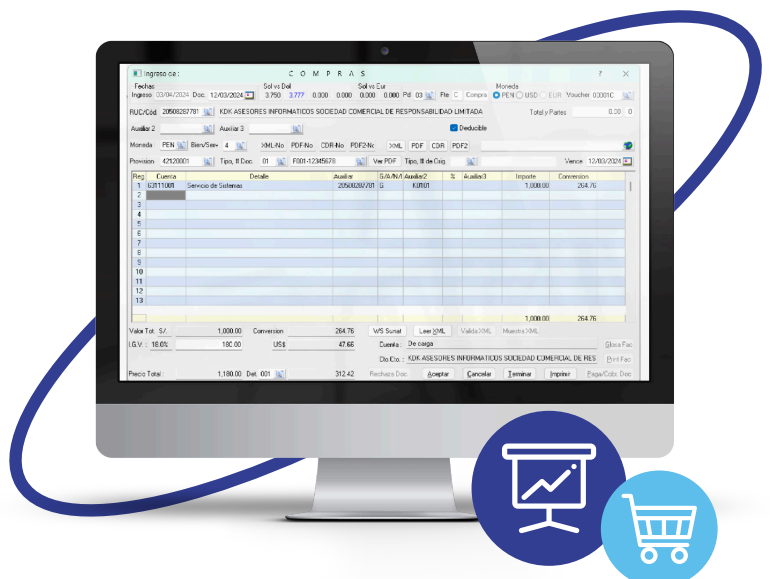 Ingreso de : C O M P R A S ? X
Fechas Sol vs Dol Sol vs Eur Moneda
Ingreso 03/04/2024 Doc. 12/03/2024 3.750 3.777 0.000 0.000 0.000 0.000 Pd 03 Fte C Compra PEN USD EUR Voucher 00001C
RUC/Cód 20508287781 KDK ASESORES INFORMATICOS SOCIEDAD COMERCIAL DE RESPONSABILIDAD LIMITADA Total y Partes 0.00 0
Auxiliar 2 Auxiliar 3 Deducible
Moneda PEN Bien/Serv 4 XML-No PDF-No CDR-No PDF2-No XML PDF CDR PDF2
Provision 42120001 Tipo, # Doc. 01 F001-12345678 Ver PDF Tipo, # de Orig Vence 12/03/2024
Reg Cuenta Detalle Auxiliar G/A/N/I Auxiliar2 % Auxiliar3 Importe Conversion
1 63111001 Servicio de Sistemas 20508287781 G K0101 1,000.00 264.76
2
3
4
5
6
7
8
9
10
11
12
13
1,000.00 264.76
Valor Tot. S/. 1,000.00 Conversion 264.76 WS Sunat Leer XML Valida XML Muestra XML
I.G.V. : 18.0% 180.00 US$ 47.66 Cuenta : De carga Glosa Fac
Cto.Cto. : KDK ASESORES INFORMATICOS SOCIEDAD COMERCIAL DE RES Print Fac
Precio Total : 1,180.00 Det. 001 312.42 Rechaza Doc Aceptar Cancelar Terminar Imprimir Paga/Cobr. Doc